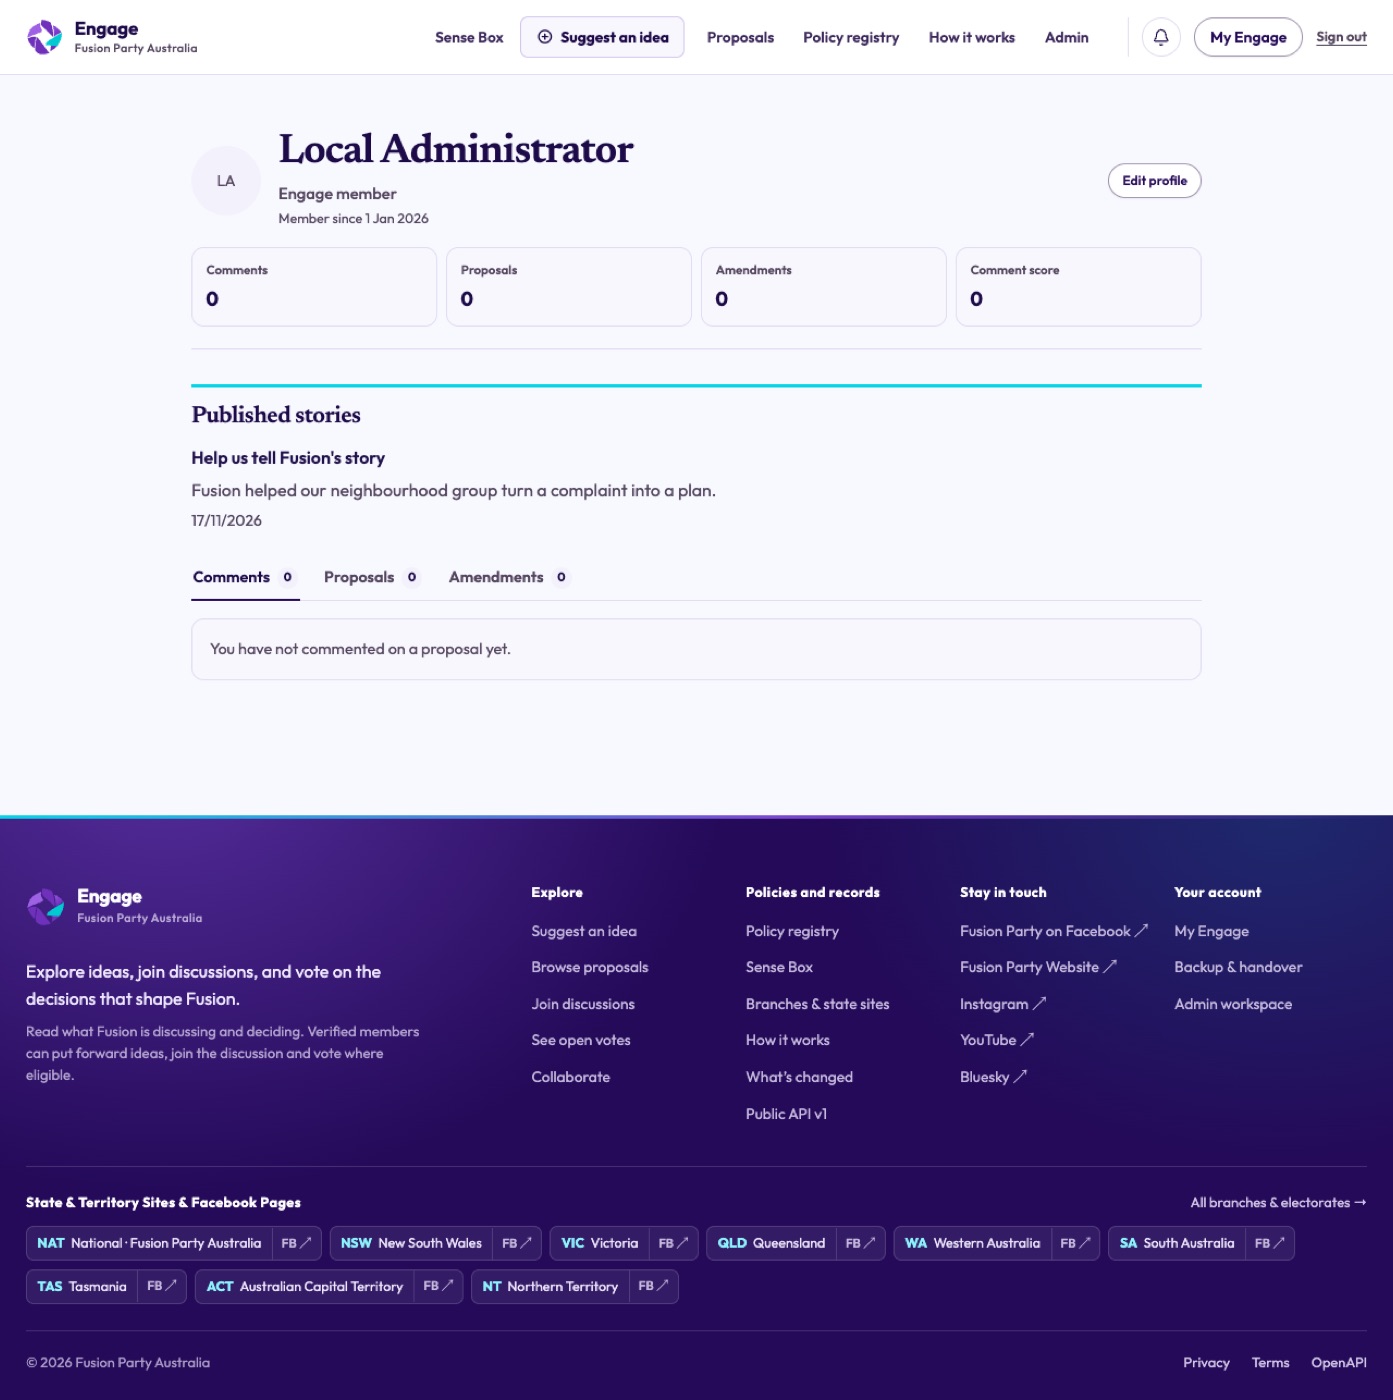 Engage
Fusion Party Australia
Sense Box
Suggest an idea
Proposals
Policy registry
How it works
Admin
My Engage
Sign out
LA
Local Administrator
Engage member
Member since 1 Jan 2026
Edit profile
Comments
0
Proposals
0
Amendments
0
Comment score
0
Published stories
Help us tell Fusion's story
Fusion helped our neighbourhood group turn a complaint into a plan.
17/11/2026
Comments 0
Proposals 0
Amendments 0
You have not commented on a proposal yet.
Engage
Fusion Party Australia
Explore ideas, join discussions, and vote on the
decisions that shape Fusion.
Read what Fusion is discussing and deciding. Verified members
can put forward ideas, join the discussion and vote where
eligible.
Explore
Suggest an idea
Browse proposals
Join discussions
See open votes
Collaborate
Policies and records
Policy registry
Sense Box
Branches & state sites
How it works
What's changed
Public API v1
Stay in touch
Fusion Party on Facebook ↗
Fusion Party Website ↗
Instagram ↗
YouTube ↗
Bluesky ↗
Your account
My Engage
Backup & handover
Admin workspace
State & Territory Sites & Facebook Pages
All branches & electorates →
NAT National · Fusion Party Australia FB ↗
NSW New South Wales FB ↗
VIC Victoria FB ↗
QLD Queensland FB ↗
WA Western Australia FB ↗
SA South Australia FB ↗
TAS Tasmania FB ↗
ACT Australian Capital Territory FB ↗
NT Northern Territory FB ↗
© 2026 Fusion Party Australia
Privacy
Terms
OpenAPI